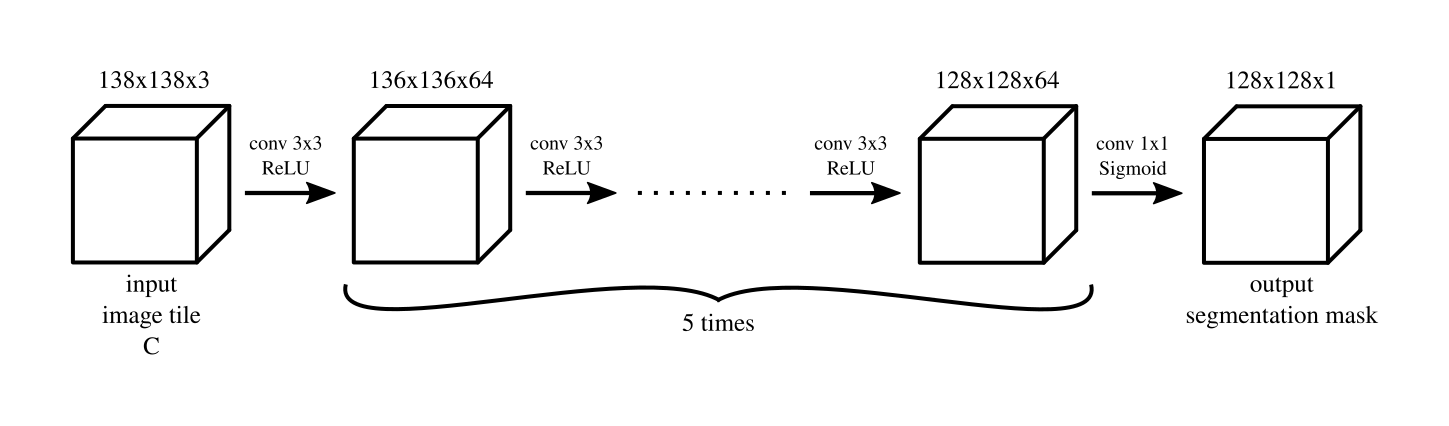 138x138x3
136x136x64
128x128x64
128x128x1
conv 3x3
ReLU
conv 3x3
ReLU
conv 3x3
ReLU
conv 1x1
Sigmoid
input
image tile
C
5 times
output
segmentation mask